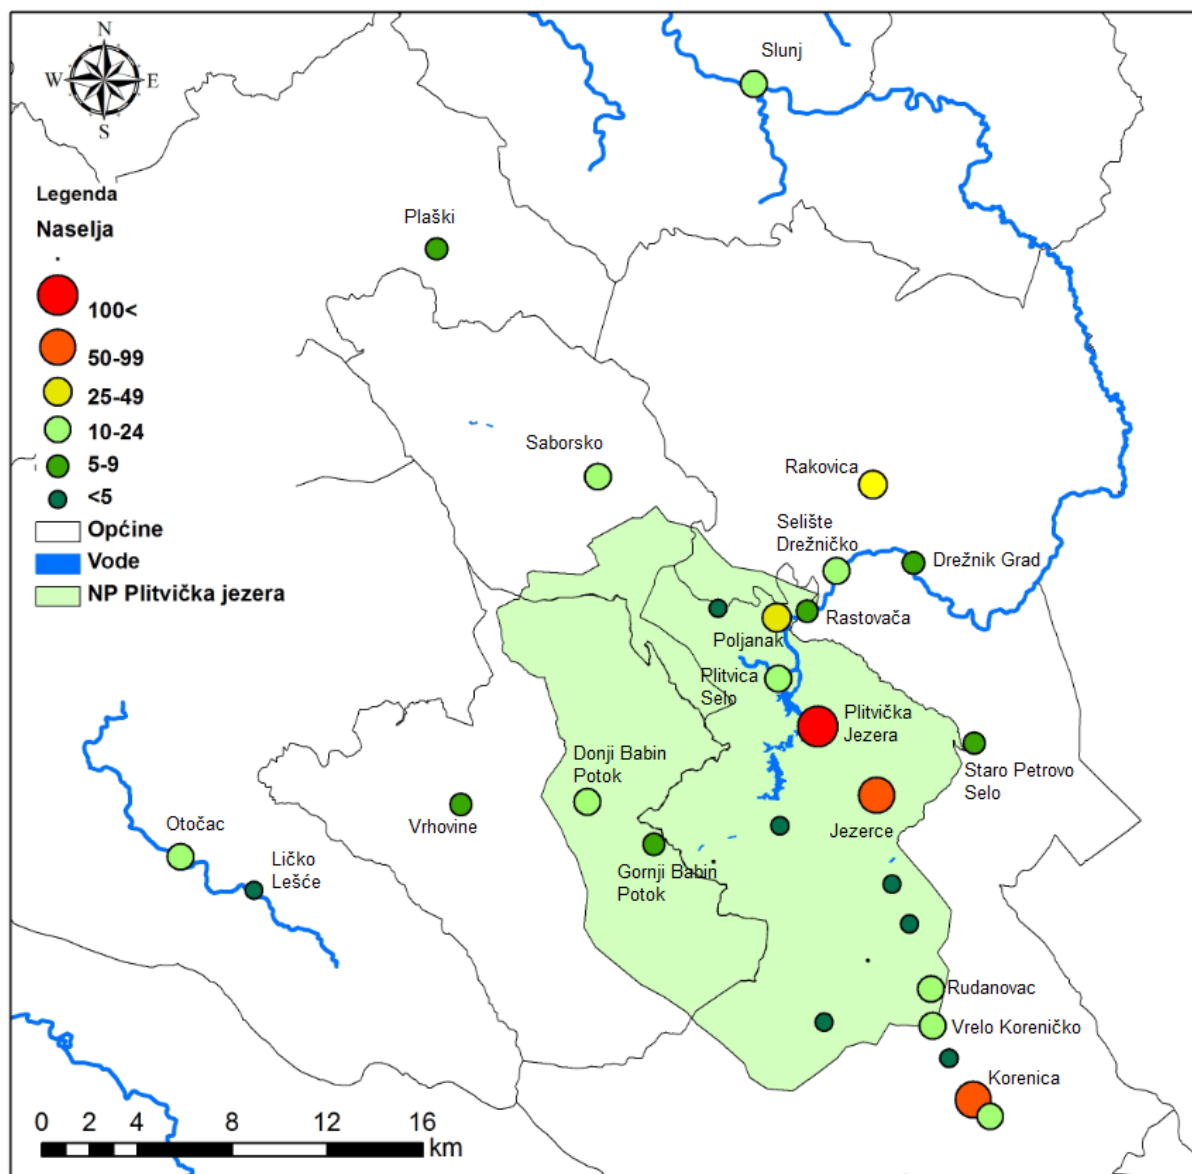 N
W
E
S
Slunj
Legenda
Naselja
100<
50-99
25-49
10-24
5-9
<5
Općine
Vode
NP Plitvička jezera
Plaški
Saborsko
Rakovica
Selište
Drežničko
Drežnik Grad
Rastovača
Poljanak
Plitvica
Selo
Plitvička
Jezera
Staro Petrovo
Selo
Donji Babin
Potok
Vrhovine
Jezerce
Otočac
Ličko
Lešće
Gornji Babin
Potok
Rudanovac
Vrelo Koreničko
Korenica
0 2 4 8 12 16
km